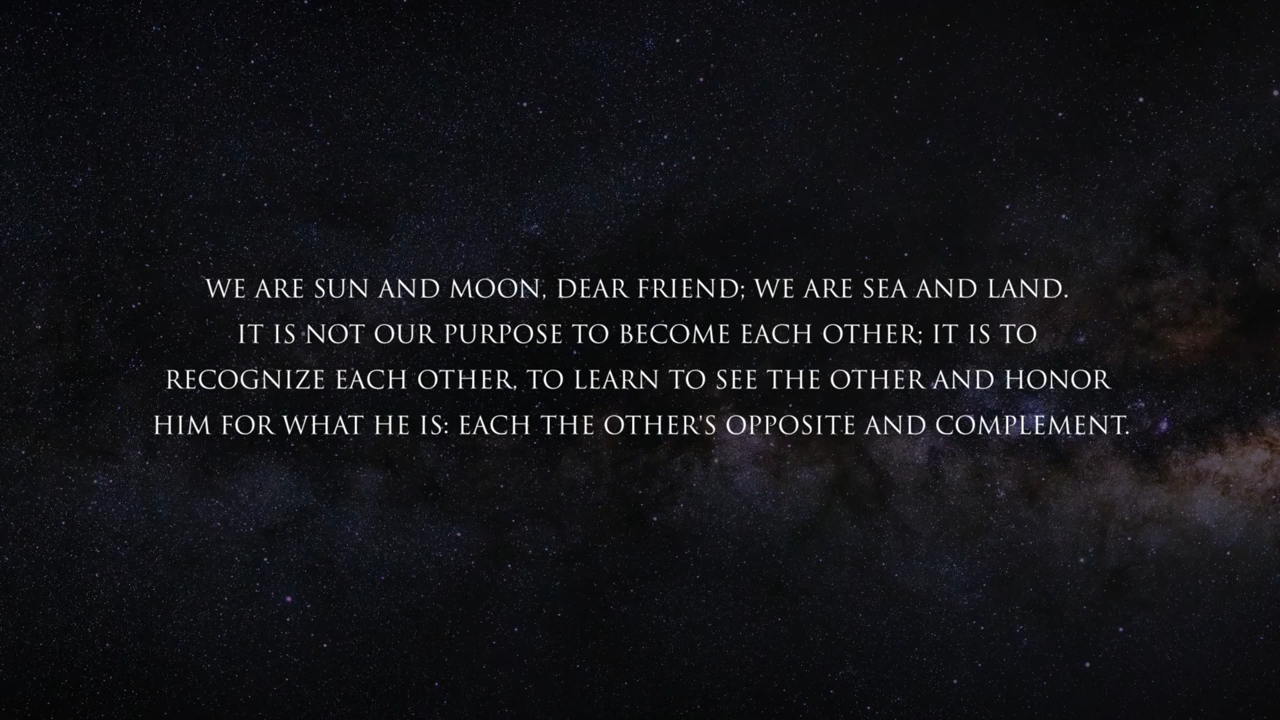 WE ARE SUN AND MOON, DEAR FRIEND; WE ARE SEA AND LAND.
IT IS NOT OUR PURPOSE TO BECOME EACH OTHER; IT IS TO
RECOGNIZE EACH OTHER, TO LEARN TO SEE THE OTHER AND HONOR
HIM FOR WHAT HE IS: EACH THE OTHER'S OPPOSITE AND COMPLEMENT.